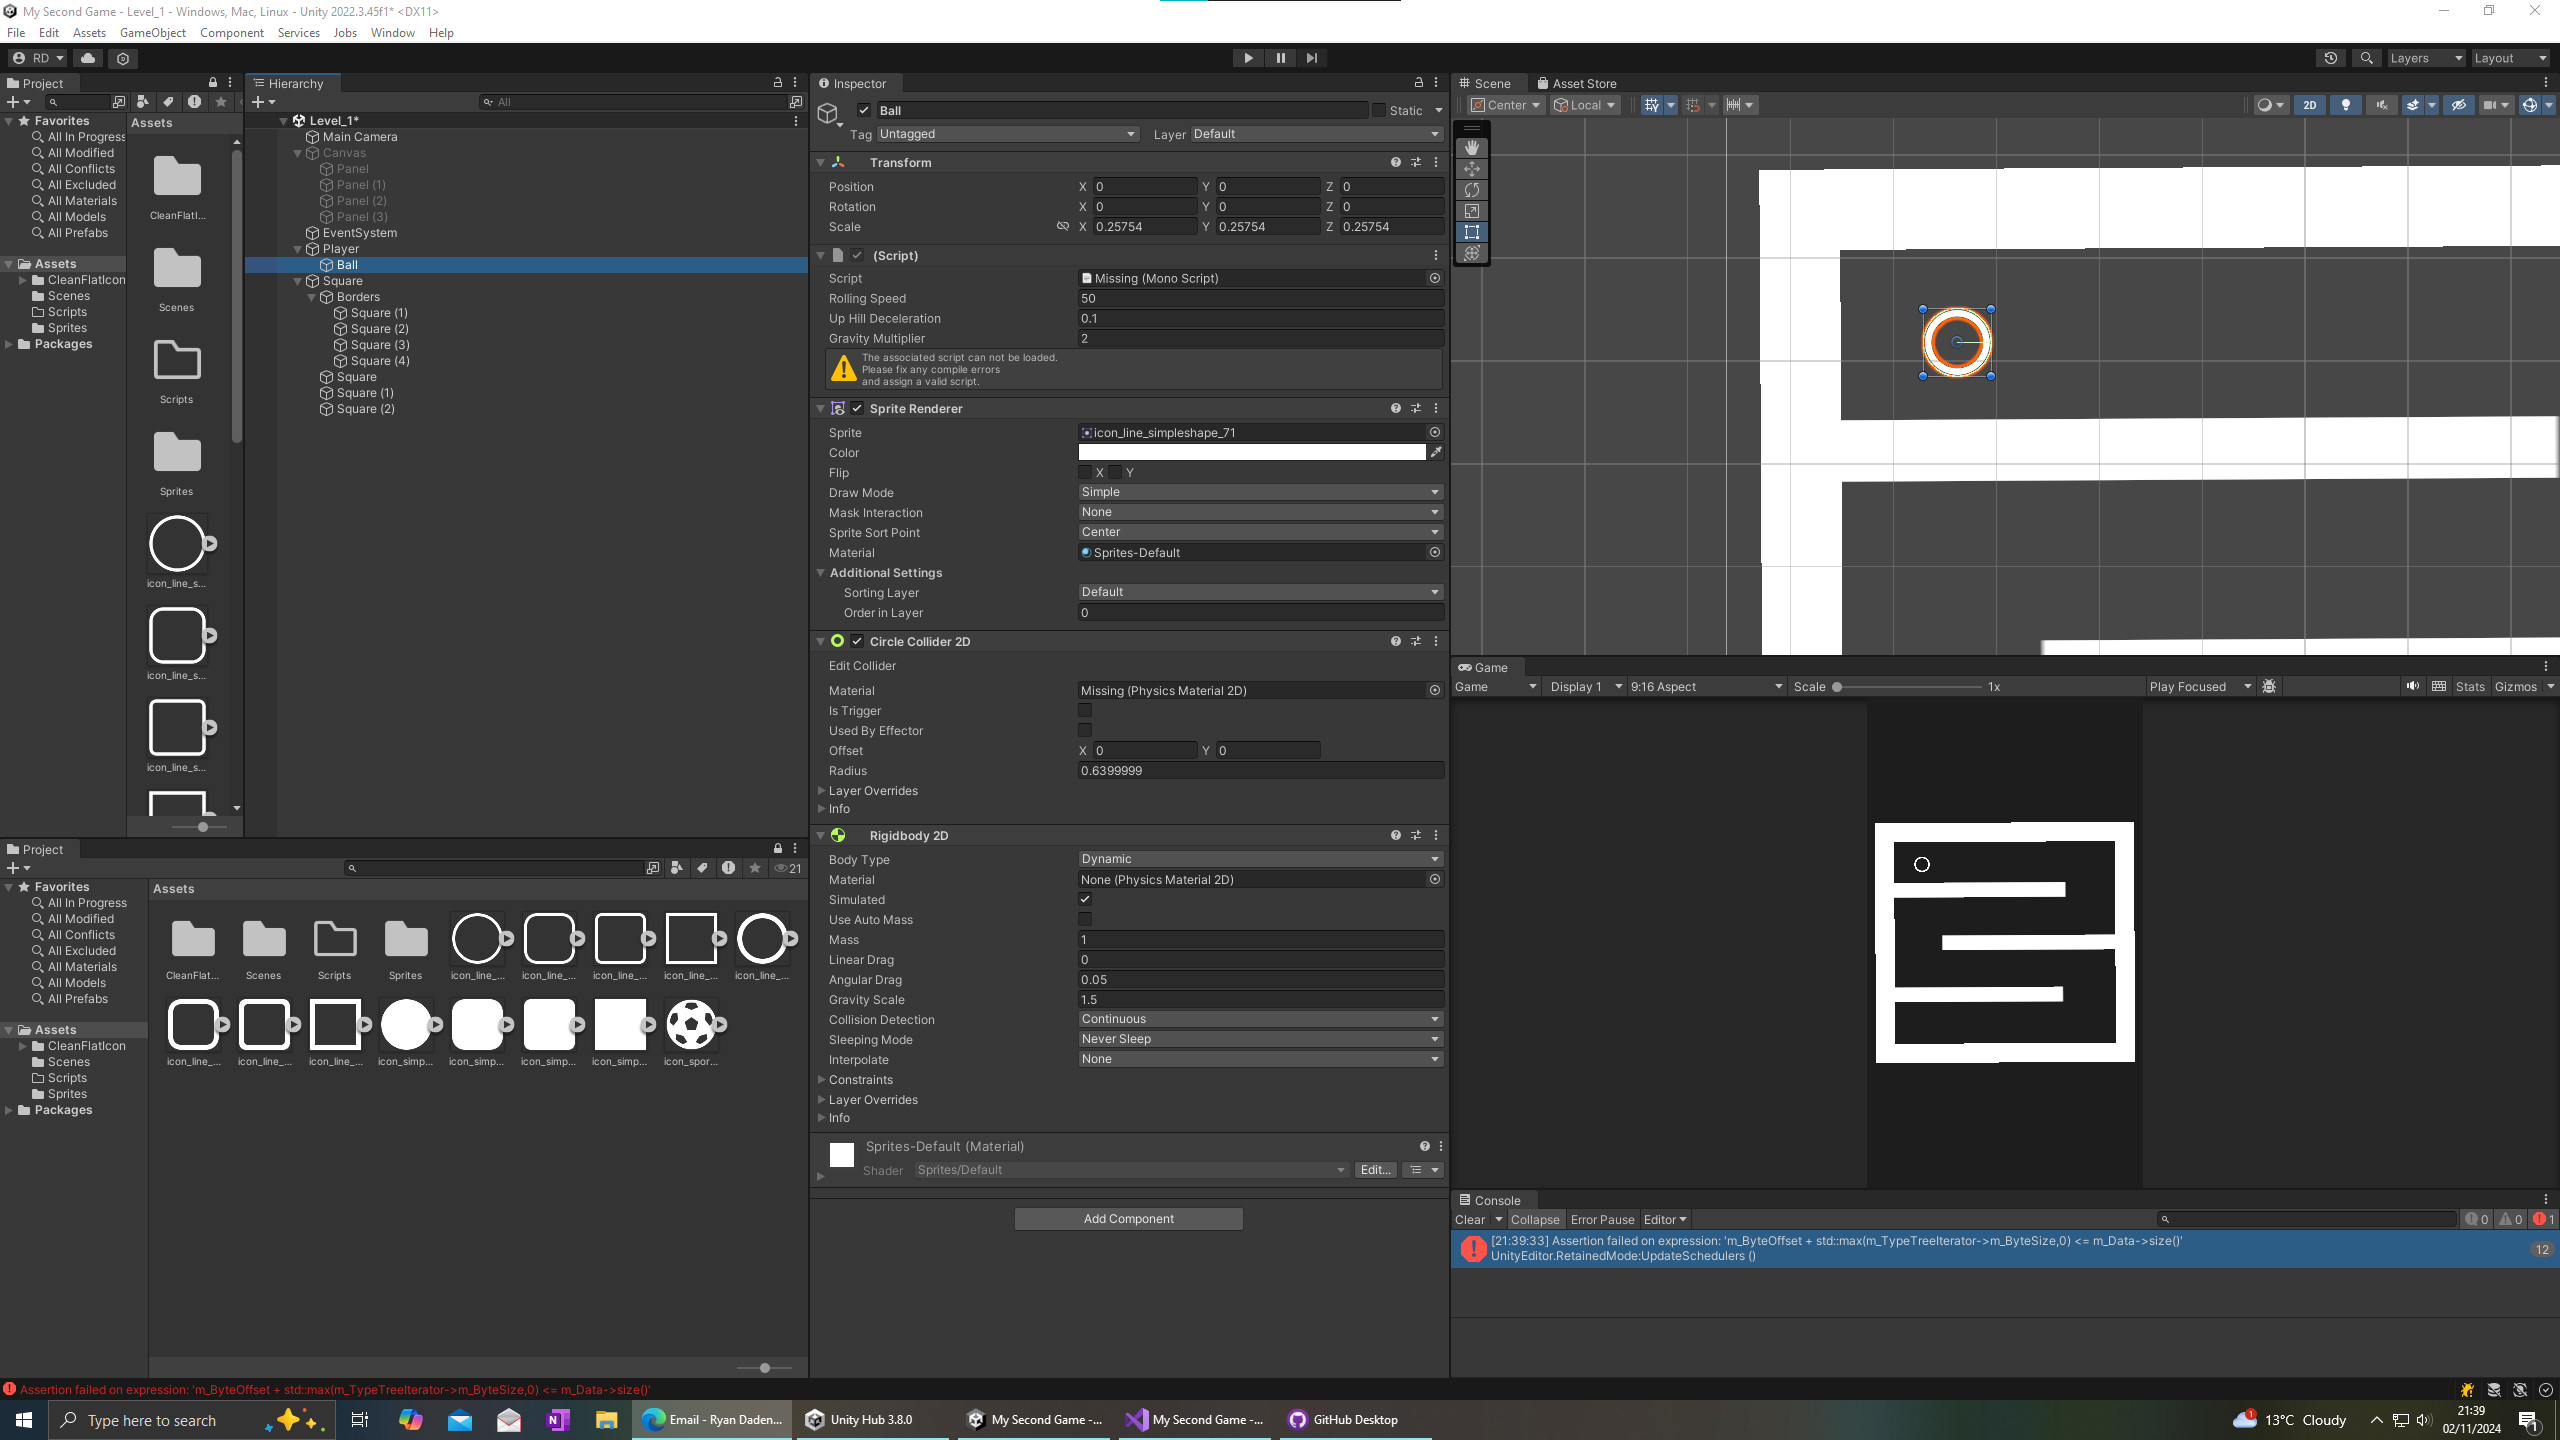 My Second Game - Level_1 - Windows, Mac, Linux - Unity 2022.3.45f1* <DX11>
File Edit Assets GameObject Component Services Jobs Window Help
RD
Layers
Layout
Project
Favorites
All In Progress
All Modified
All Conflicts
All Excluded
All Materials
All Models
All Prefabs
Assets
CleanFlatIcon
Scenes
Scripts
Sprites
Packages
Assets
CleanFlatI...
Scenes
Scripts
Sprites
icon_line_s...
icon_line_s...
icon_line_s...
Hierarchy
All
Level_1*
Main Camera
Canvas
Panel
Panel (1)
Panel (2)
Panel (3)
EventSystem
Player
Ball
Square
Borders
Square (1)
Square (2)
Square (3)
Square (4)
Square
Square (1)
Square (2)
Project
21
Favorites
All In Progress
All Modified
All Conflicts
All Excluded
All Materials
All Models
All Prefabs
Assets
CleanFlatIcon
Scenes
Scripts
Sprites
Packages
Assets
CleanFlat... Scenes Scripts Sprites icon_line_... icon_line_... icon_line_... icon_line_... icon_line_...
icon_line_... icon_line_... icon_line_... icon_simp... icon_simp... icon_simp... icon_simp... icon_spor...
Inspector
Ball Static
Tag Untagged Layer Default
Transform
Position X 0 Y 0 Z 0
Rotation X 0 Y 0 Z 0
Scale X 0.25754 Y 0.25754 Z 0.25754
(Script)
Script Missing (Mono Script)
Rolling Speed 50
Up Hill Deceleration 0.1
Gravity Multiplier 2
The associated script can not be loaded.
Please fix any compile errors
and assign a valid script.
Sprite Renderer
Sprite icon_line_simpleshape_71
Color
Flip X Y
Draw Mode Simple
Mask Interaction None
Sprite Sort Point Center
Material Sprites-Default
Additional Settings
Sorting Layer Default
Order in Layer 0
Circle Collider 2D
Edit Collider
Material Missing (Physics Material 2D)
Is Trigger
Used By Effector
Offset X 0 Y 0
Radius 0.6399999
Layer Overrides
Info
Rigidbody 2D
Body Type Dynamic
Material None (Physics Material 2D)
Simulated
Use Auto Mass
Mass 1
Linear Drag 0
Angular Drag 0.05
Gravity Scale 1.5
Collision Detection Continuous
Sleeping Mode Never Sleep
Interpolate None
Constraints
Layer Overrides
Info
Sprites-Default (Material)
Shader Sprites/Default Edit...
Add Component
Scene Asset Store
Center Local 2D
Game
Game Display 1 9:16 Aspect Scale 1x Play Focused Stats Gizmos
Console
Clear Collapse Error Pause Editor 0 0 1
[21:39:33] Assertion failed on expression: 'm_ByteOffset + std::max(m_TypeTreeIterator->m_ByteSize,0) <= m_Data->size()'
UnityEditor.RetainedMode:UpdateSchedulers ()
12
Assertion failed on expression: 'm_ByteOffset + std::max(m_TypeTreeIterator->m_ByteSize,0) <= m_Data->size()'
Type here to search
Email - Ryan Daden...
Unity Hub 3.8.0
My Second Game -...
My Second Game -...
GitHub Desktop
1
13°C Cloudy
21:39
02/11/2024
1